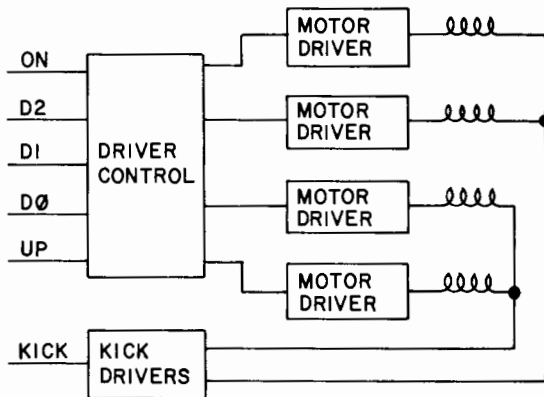 ON
D2
D1
DØ
UP
DRIVER
CONTROL
MOTOR
DRIVER
MOTOR
DRIVER
MOTOR
DRIVER
MOTOR
DRIVER
KICK
KICK
DRIVERS